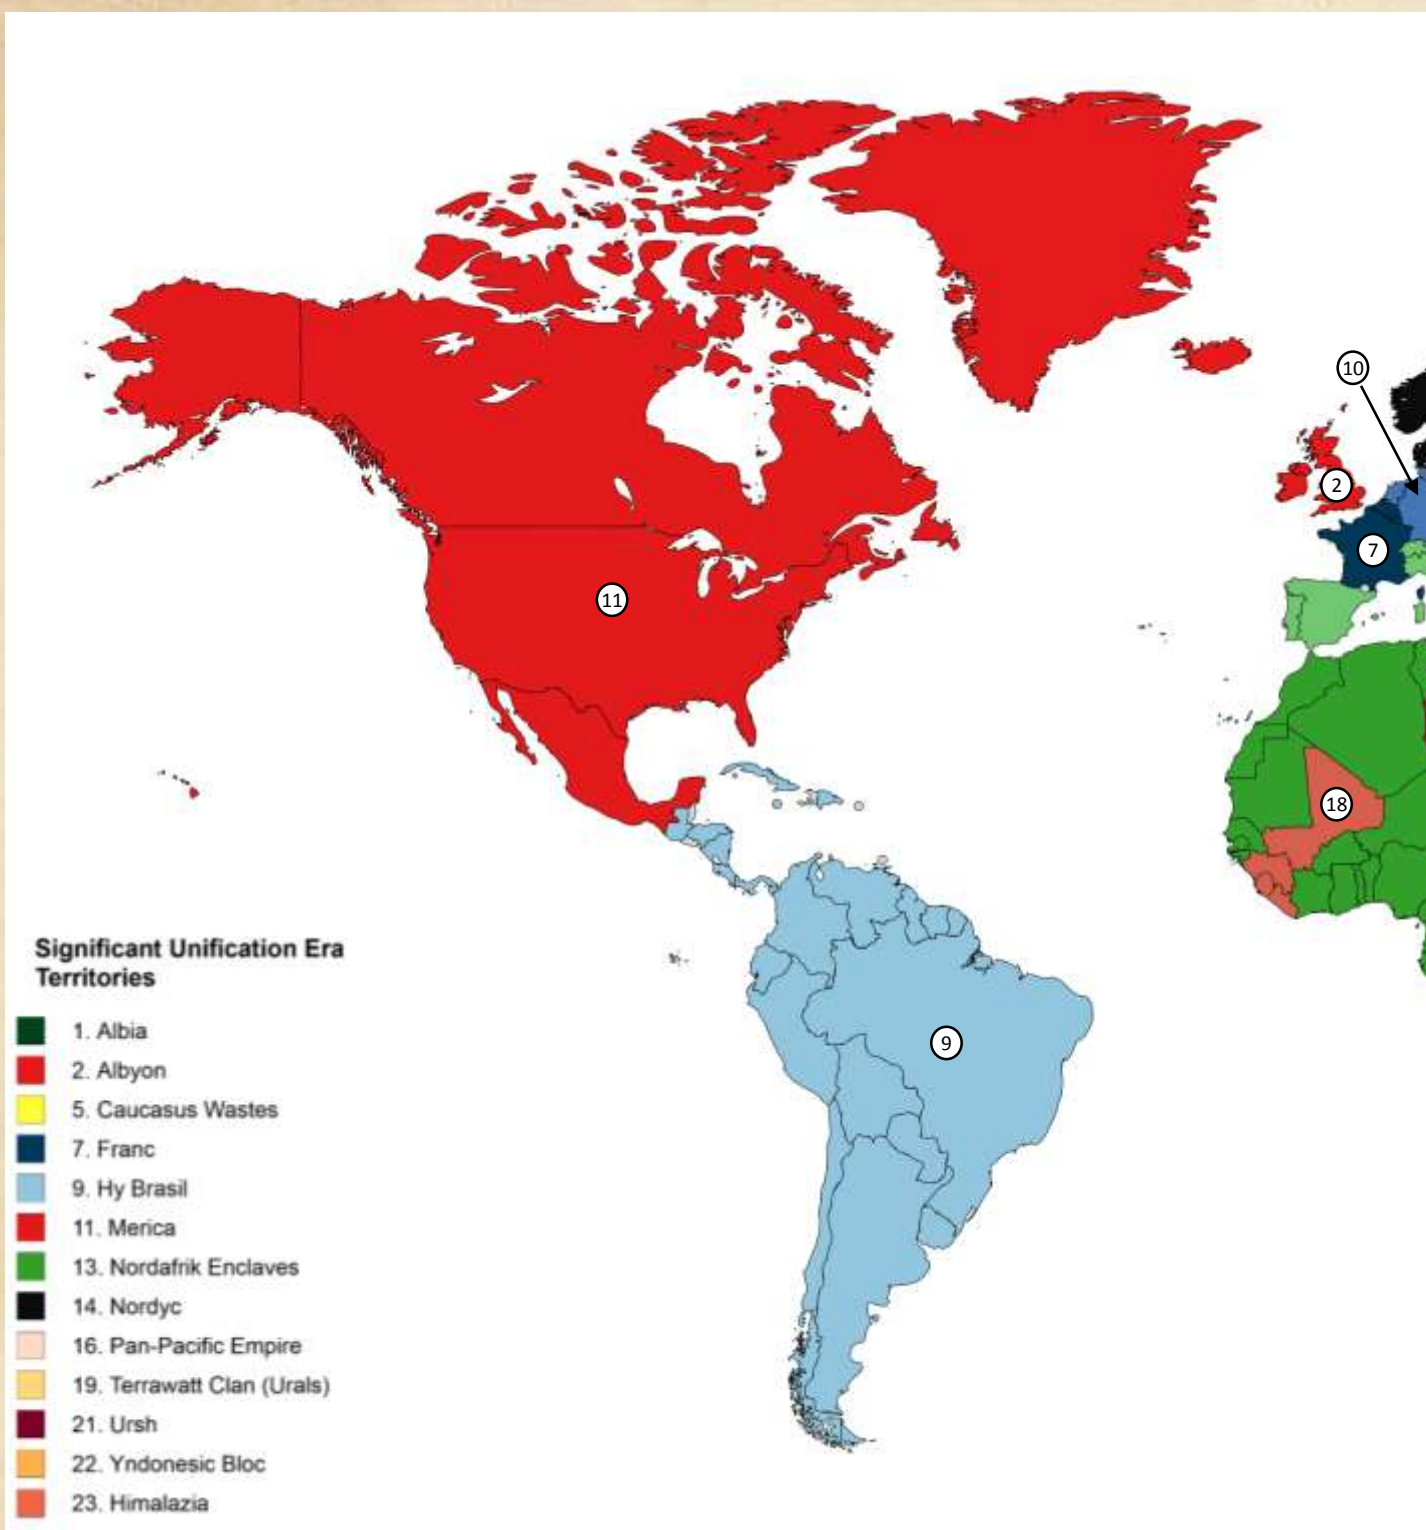 10
2
7
11
18
9
Significant Unification Era
Territories
1. Albia
2. Albyon
5. Caucasus Wastes
7. Franc
9. Hy Brasil
11. Merica
13. Nordafrik Enclaves
14. Nordyc
16. Pan-Pacific Empire
19. Terrawatt Clan (Urals)
21. Ursh
22. Yndonesic Bloc
23. Himalazia